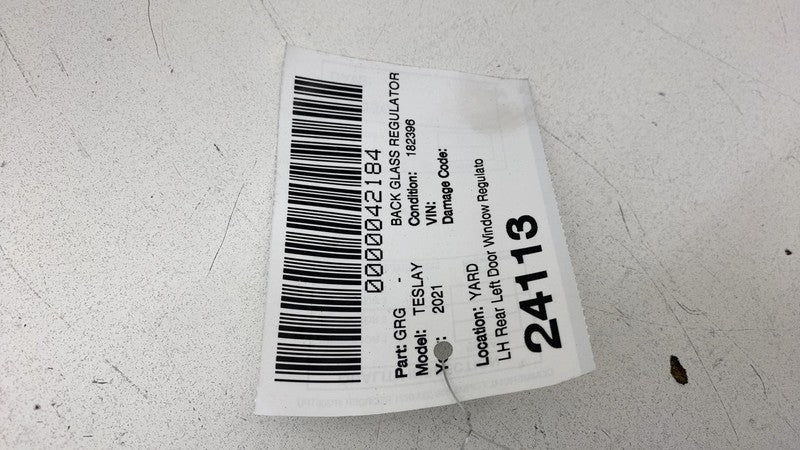 0000042184
Part: GRG - BACK GLASS REGULATOR
Model: TESLAY Condition: 182396
2021 VIN:
Damage Code:
Location: YARD
LH Rear Left Door Window Regulato
24113